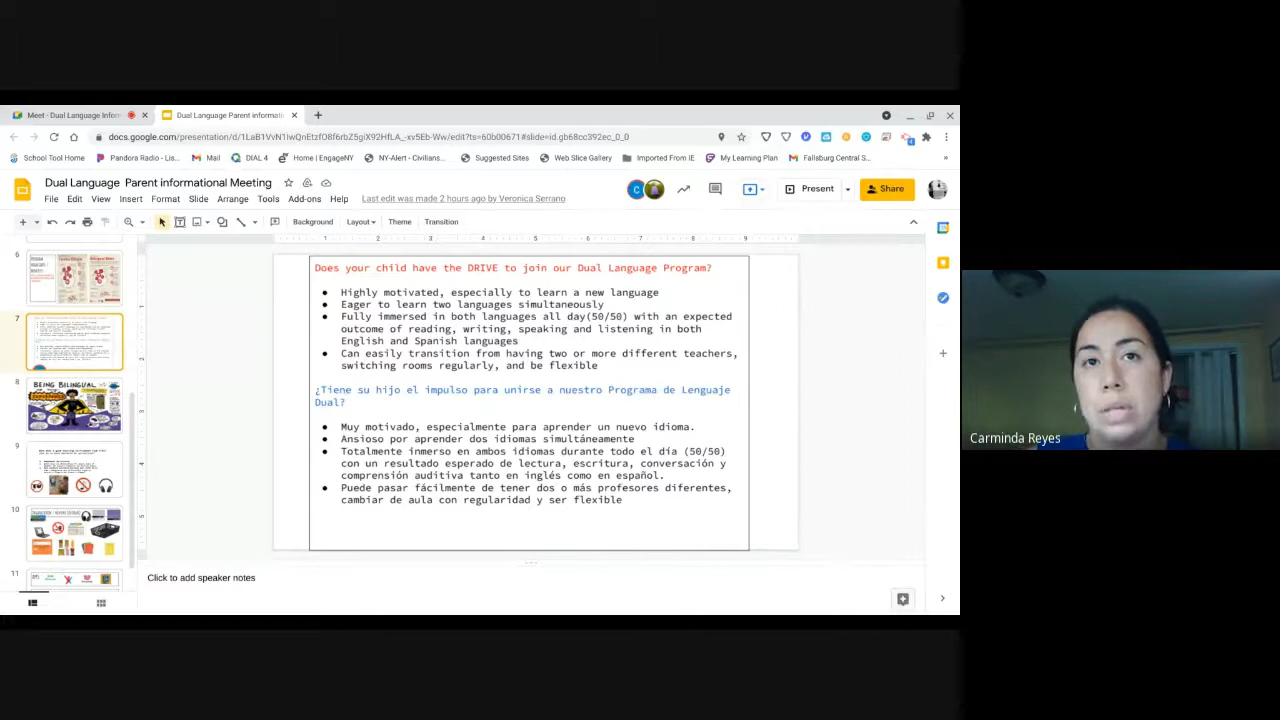 Meet - Dual Language Inform
Dual Language Parent informati
docs.google.com/presentation/d/
School Tool Home
Pandora Radio - Lis...
Mail
DIAL 4
Home | EngageNY
NY-Alert - Civilians...
Suggested Sites
Web Slice Gallery
Imported From IE
My Learning Plan
Fallsburg Central S...
»
Dual Language Parent informational Meeting
Present
Share
File Edit View Insert Format Slide Arrange Tools Add-ons Help
Last edit was made 2 hours ago by Veronica Serrano
Background
Layout
Theme
Transition
6
7
8
BEING BILINGUAL
9
10
11
Does your child have the DRIVE to join our Dual Language Program?
● Highly motivated, especially to learn a new language
● Eager to learn two languages simultaneously
● Fully immersed in both languages all day(50/50) with an expected
outcome of reading, writing, speaking and listening in both
English and Spanish languages
● Can easily transition from having two or more different teachers,
switching rooms regularly, and be flexible
¿Tiene su hijo el impulso para unirse a nuestro Programa de Lenguaje
Dual?
● Muy motivado, especialmente para aprender un nuevo idioma.
● Ansioso por aprender dos idiomas simultáneamente
● Totalmente inmerso en ambos idiomas durante todo el día (50/50)
con un resultado esperado de lectura, escritura, conversación y
comprensión auditiva tanto en inglés como en español.
● Puede pasar fácilmente de tener dos o más profesores diferentes,
cambiar de aula con regularidad y ser flexible
Click to add speaker notes
Carminda Reyes